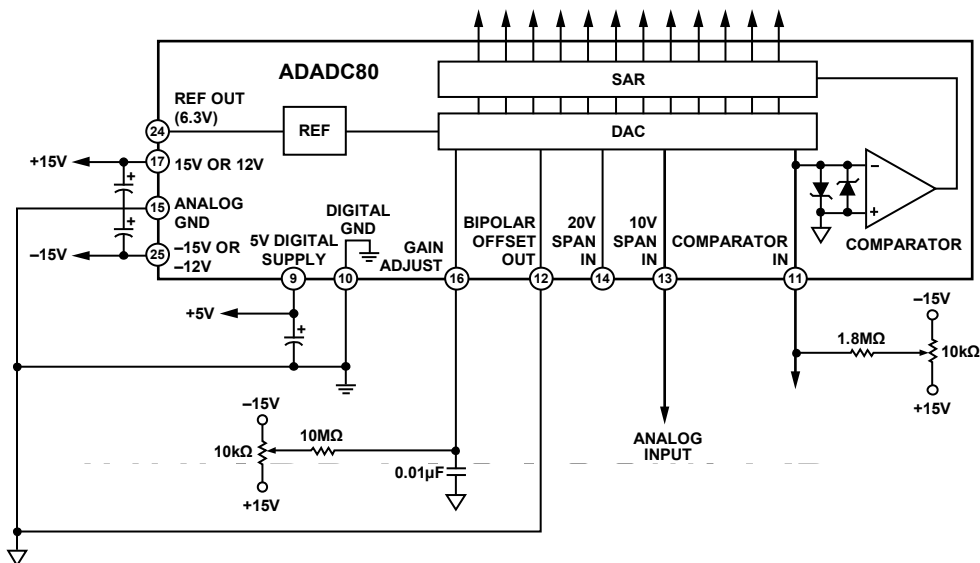 ADADC80
SAR
DAC
REF
REF OUT
(6.3V)
24
+15V
17
15V OR 12V
15
ANALOG
GND
–15V
25
–15V OR
–12V
5V DIGITAL
SUPPLY
9
DIGITAL
GND
10
GAIN
ADJUST
16
BIPOLAR
OFFSET
OUT
12
20V
SPAN
IN
14
10V
SPAN
IN
13
COMPARATOR
IN
11
–
+
COMPARATOR
+
+
+5V
+
–15V
10kΩ
+15V
10MΩ
0.01µF
ANALOG
INPUT
1.8MΩ
–15V
10kΩ
+15V